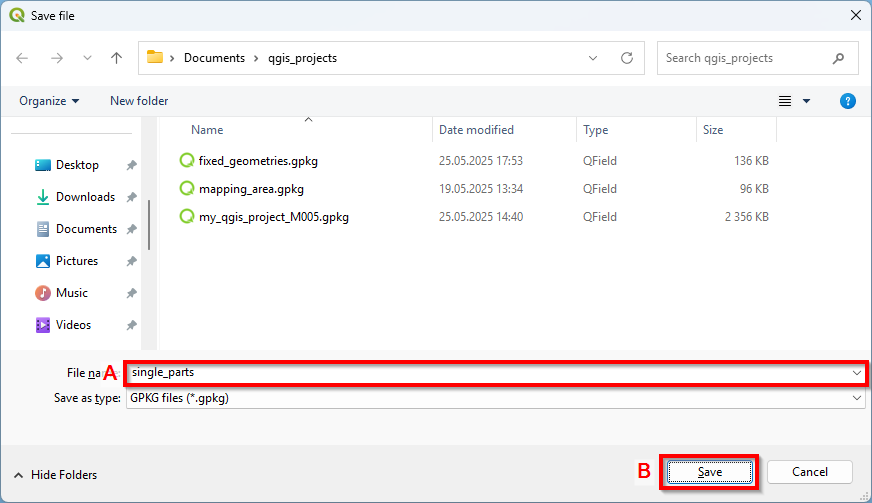 Save file
Documents > qgis_projects
Search qgis_projects
Organize New folder
?
Name Date modified Type Size
fixed_geometries.gpkg 25.05.2025 17:53 QField 136 KB
mapping_area.gpkg 19.05.2025 13:34 QField 96 KB
my_qgis_project_M005.gpkg 25.05.2025 14:40 QField 2 356 KB
Desktop
Downloads
Documents
Pictures
Music
Videos
File na A single_parts
Save as type: GPKG files (*.gpkg)
Hide Folders B Save Cancel